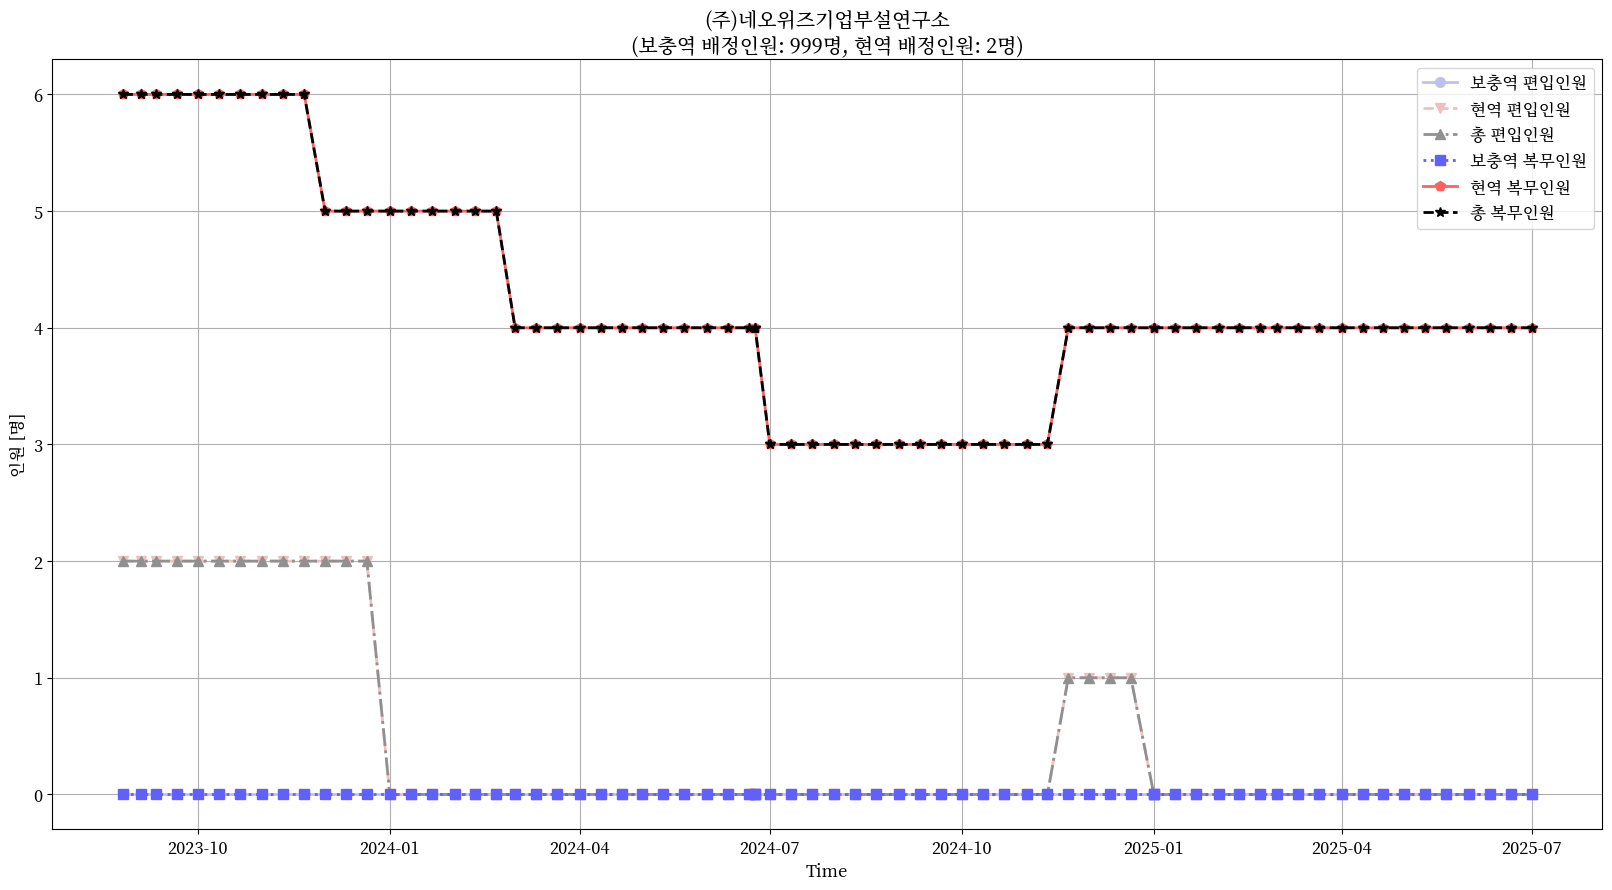 (주)네오위즈기업부설연구소
(보충역 배정인원: 999명, 현역 배정인원: 2명)
보충역 편입인원
현역 편입인원
총 편입인원
보충역 복무인원
현역 복무인원
총 복무인원
인원 [명]
6
5
4
3
2
1
0
2023-10
2024-01
2024-04
2024-07
2024-10
2025-01
2025-04
2025-07
Time